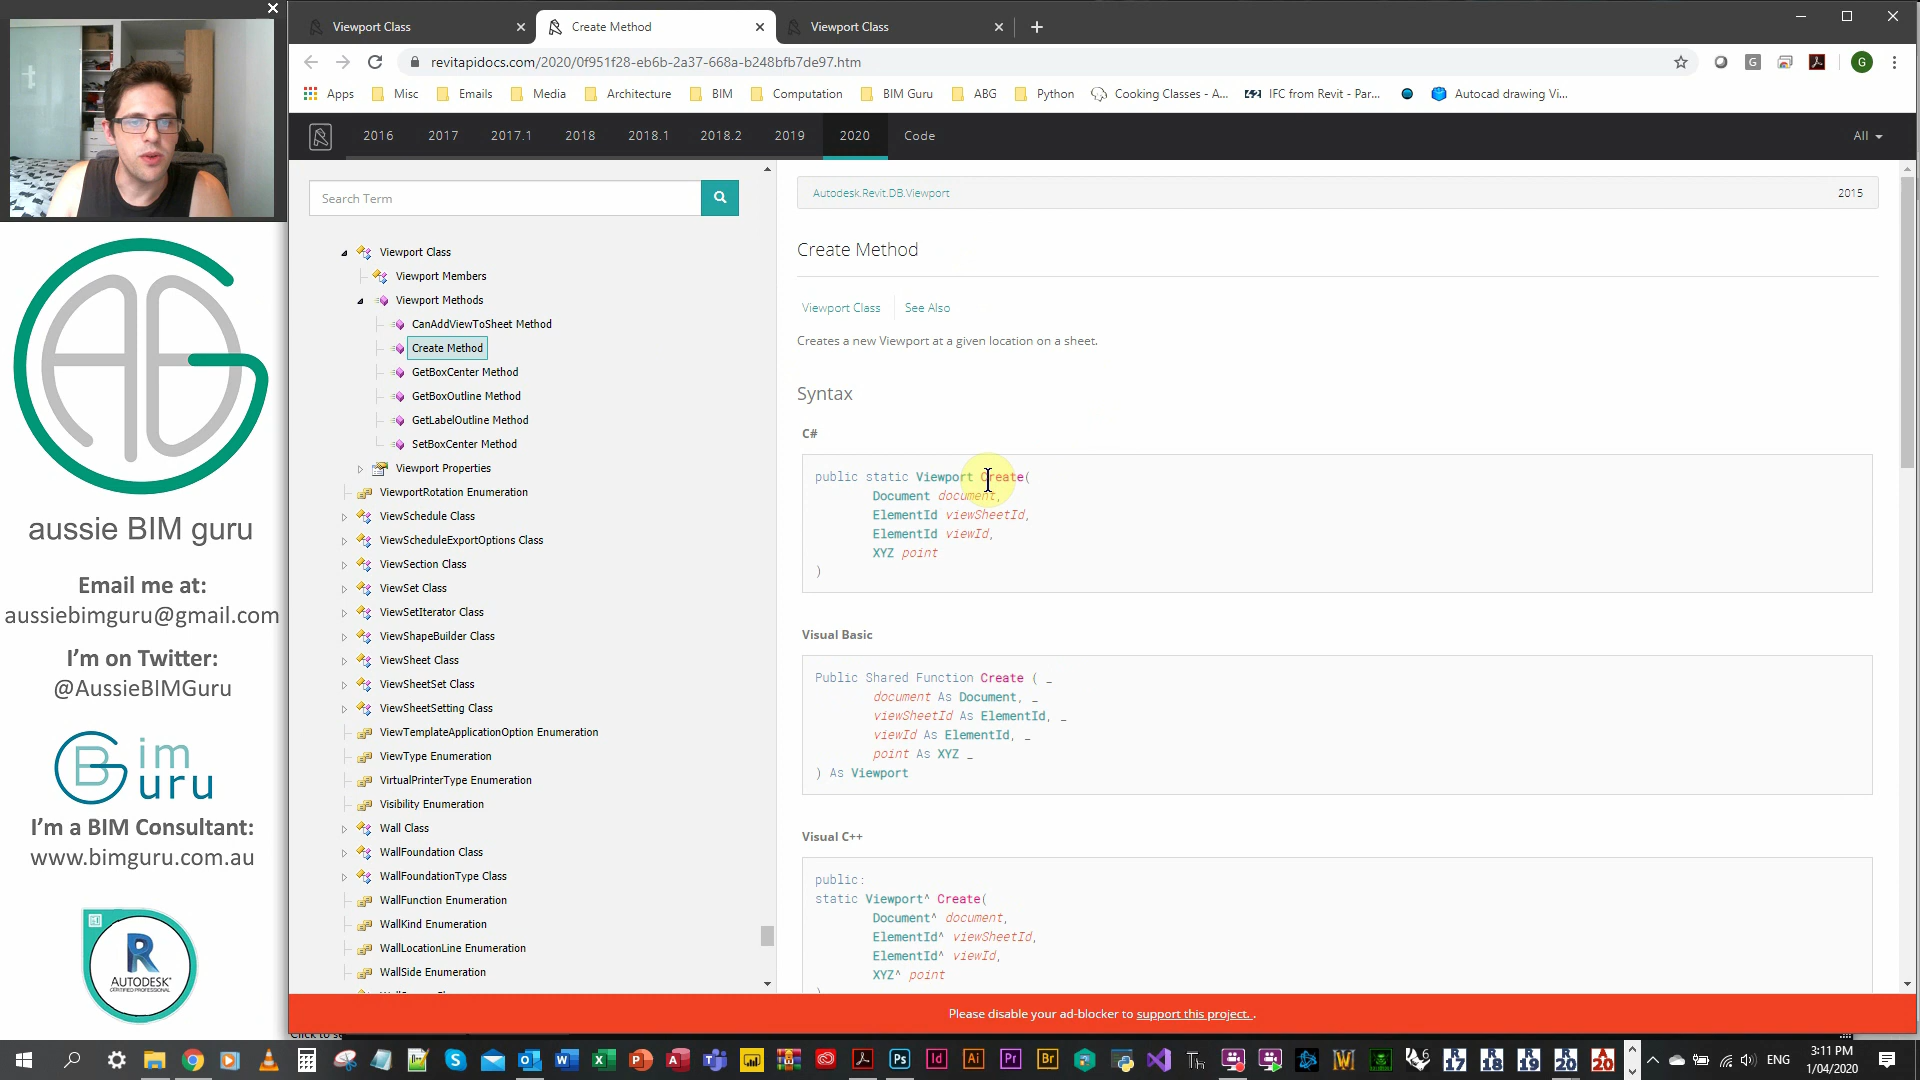 Viewport Class
Create Method
Viewport Class
revitapidocs.com/2020/0f951f28-eb6b-2a37-668a-b248bfb7de97.htm
G
G
Apps
Misc
Emails
Media
Architecture
BIM
Computation
BIM Guru
ABG
Python
Cooking Classes - A...
IFC from Revit - Par...
Autocad drawing Vi...
2016
2017
2017.1
2018
2018.1
2018.2
2019
2020
Code
All
Search Term
Viewport Class
Viewport Members
Viewport Methods
CanAddViewToSheet Method
Create Method
GetBoxCenter Method
GetBoxOutline Method
GetLabelOutline Method
SetBoxCenter Method
Viewport Properties
ViewportRotation Enumeration
ViewSchedule Class
ViewScheduleExportOptions Class
ViewSection Class
ViewSet Class
ViewSetIterator Class
ViewShapeBuilder Class
ViewSheet Class
ViewSheetSet Class
ViewSheetSetting Class
ViewTemplateApplicationOption Enumeration
ViewType Enumeration
VirtualPrinterType Enumeration
Visibility Enumeration
Wall Class
WallFoundation Class
WallFoundationType Class
WallFunction Enumeration
WallKind Enumeration
WallLocationLine Enumeration
WallSide Enumeration
Autodesk.Revit.DB.Viewport
2015
Create Method
Viewport Class
See Also
Creates a new Viewport at a given location on a sheet.
Syntax
C#
public static Viewport Create(
Document document,
ElementId viewSheetId,
ElementId viewId,
XYZ point
)
Visual Basic
Public Shared Function Create ( _
document As Document, _
viewSheetId As ElementId, _
viewId As ElementId, _
point As XYZ _
) As Viewport
Visual C++
public:
static Viewport^ Create(
Document^ document,
ElementId^ viewSheetId,
ElementId^ viewId,
XYZ^ point
Please disable your ad-blocker to support this project. .
aussie BIM guru
Email me at:
aussiebimguru@gmail.com
I'm on Twitter:
@AussieBIMGuru
Bim
Guru
I'm a BIM Consultant:
www.bimguru.com.au
R
AUTODESK
CERTIFIED PROFESSIONAL
ENG
3:11 PM
1/04/2020